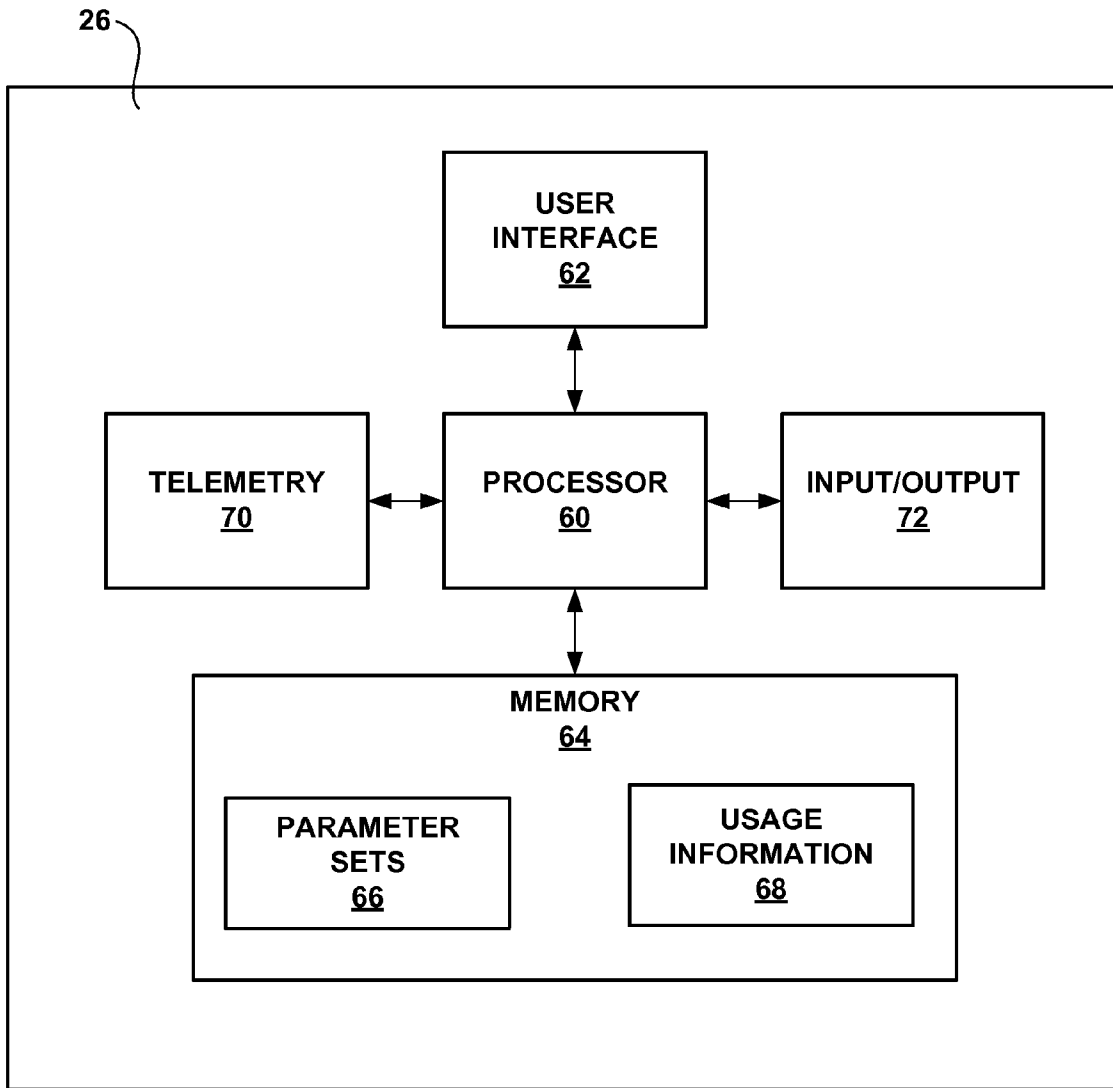 26
USER
INTERFACE
62
TELEMETRY
70
PROCESSOR
60
INPUT/OUTPUT
72
MEMORY
64
PARAMETER
SETS
66
USAGE
INFORMATION
68